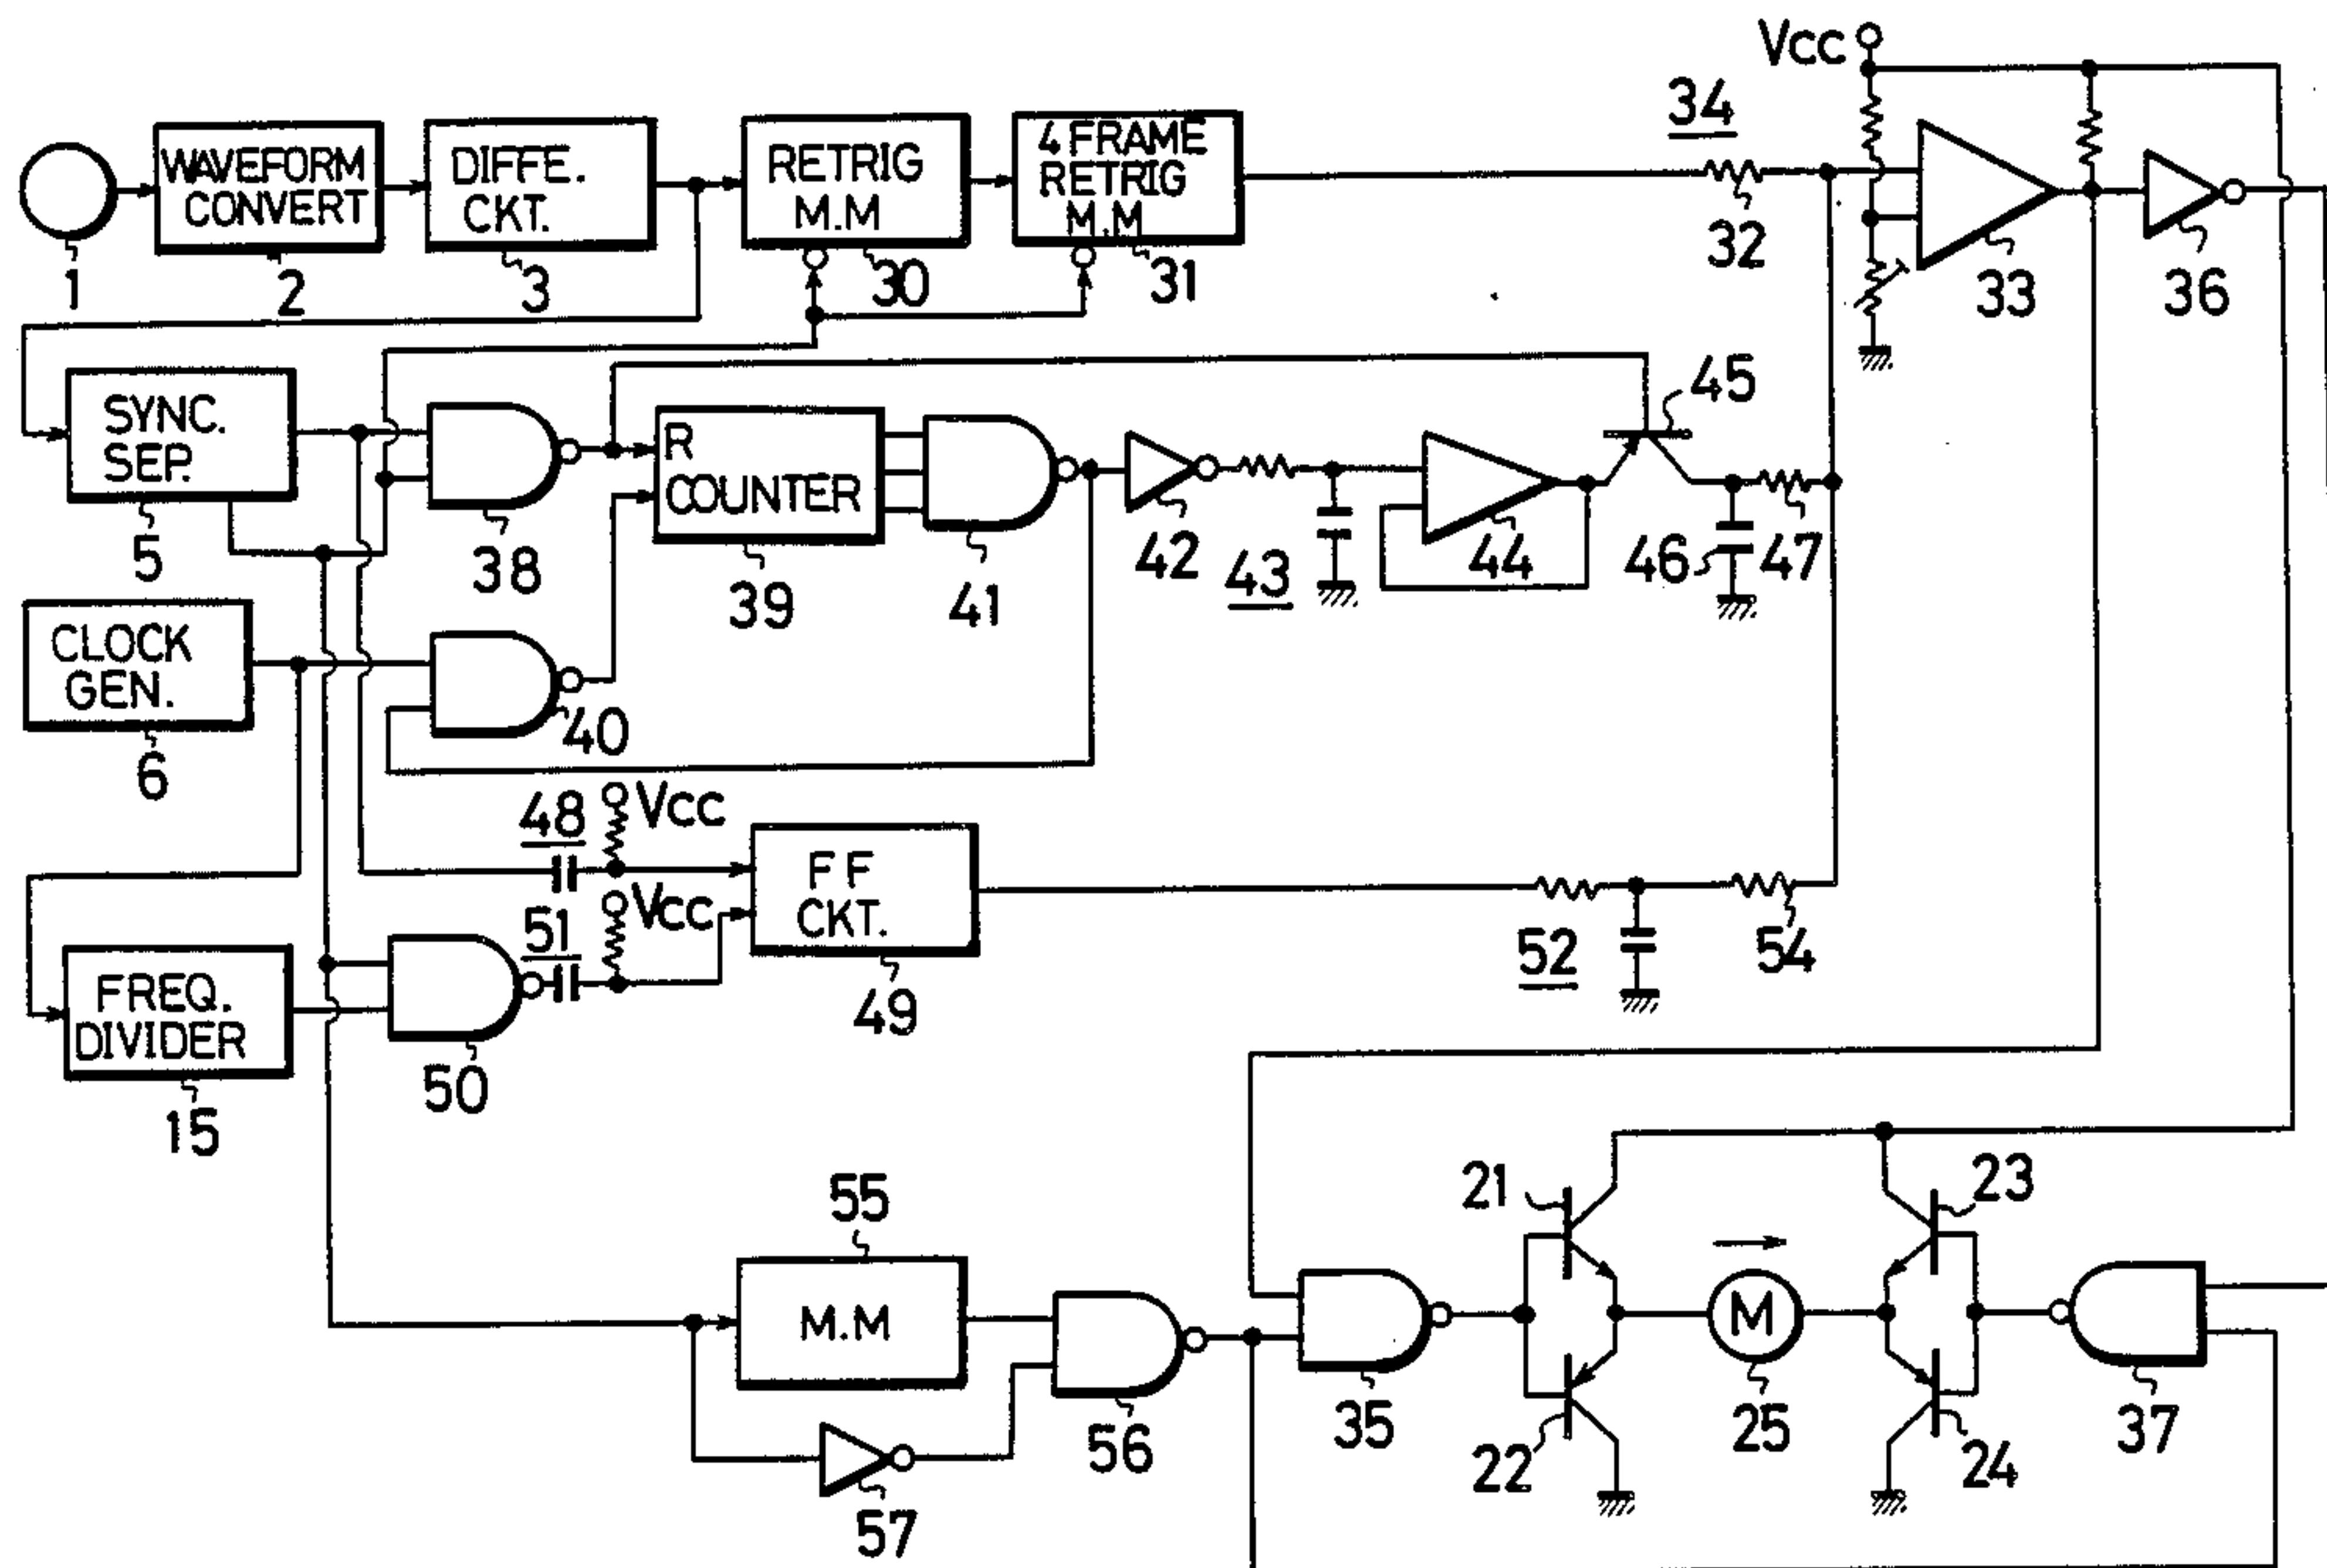 Vcc
34
WAVEFORM
CONVERT
DIFFE.
CKT.
RETRIG
M.M
4 FRAME
RETRIG
M.M
1
2
3
30
31
32
33
36
SYNC.
SEP.
R
COUNTER
45
5
38
39
41
42
43
44
46
47
CLOCK
GEN.
6
40
48
Vcc
51
Vcc
FF
CKT.
49
52
54
FREQ.
DIVIDER
15
50
55
M.M
57
56
35
21
22
M
25
23
24
37